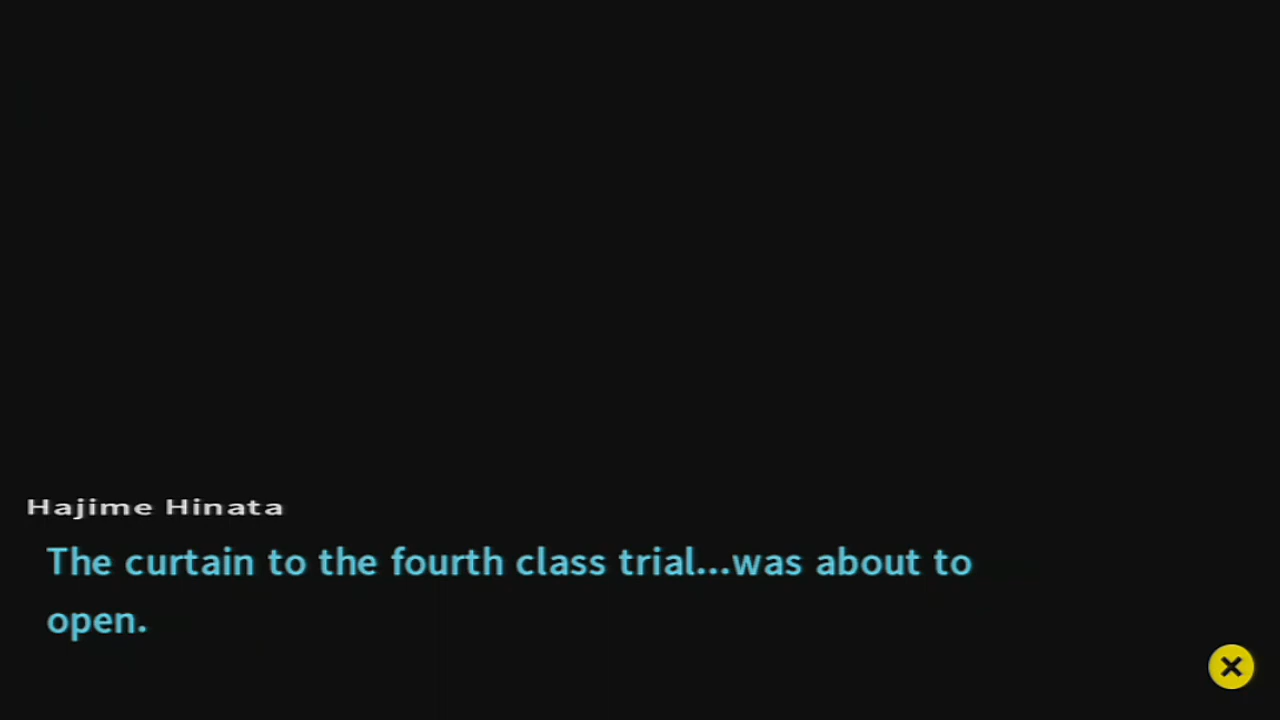 Hajime Hinata
The curtain to the fourth class trial...was about to
open.